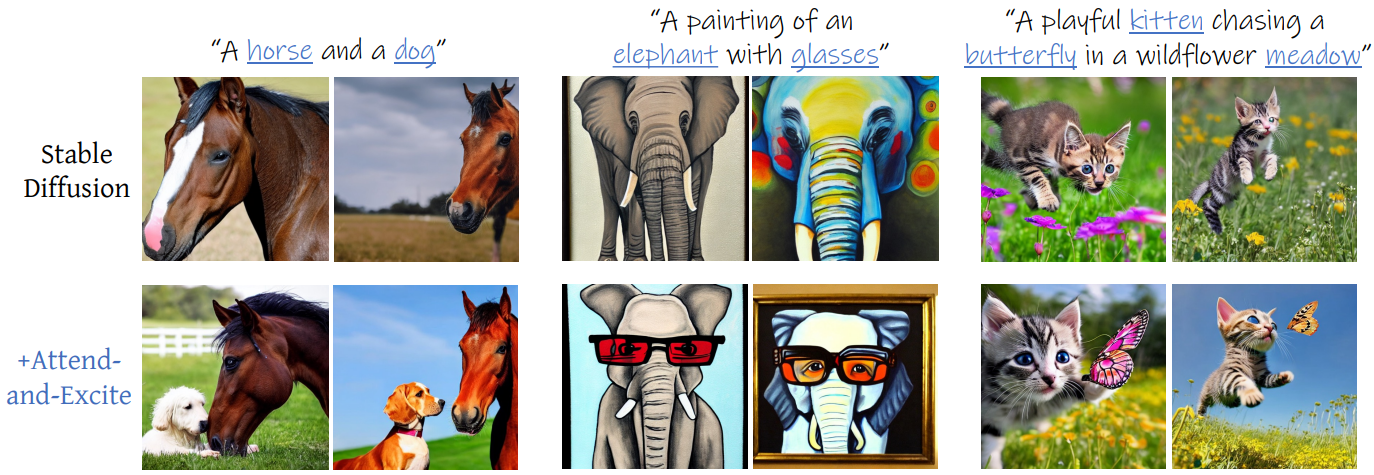 “A horse and a dog”
“A painting of an
elephant with glasses”
“A playful kitten chasing a
butterfly in a wildflower meadow”
Stable
Diffusion
+Attend-
and-Excite